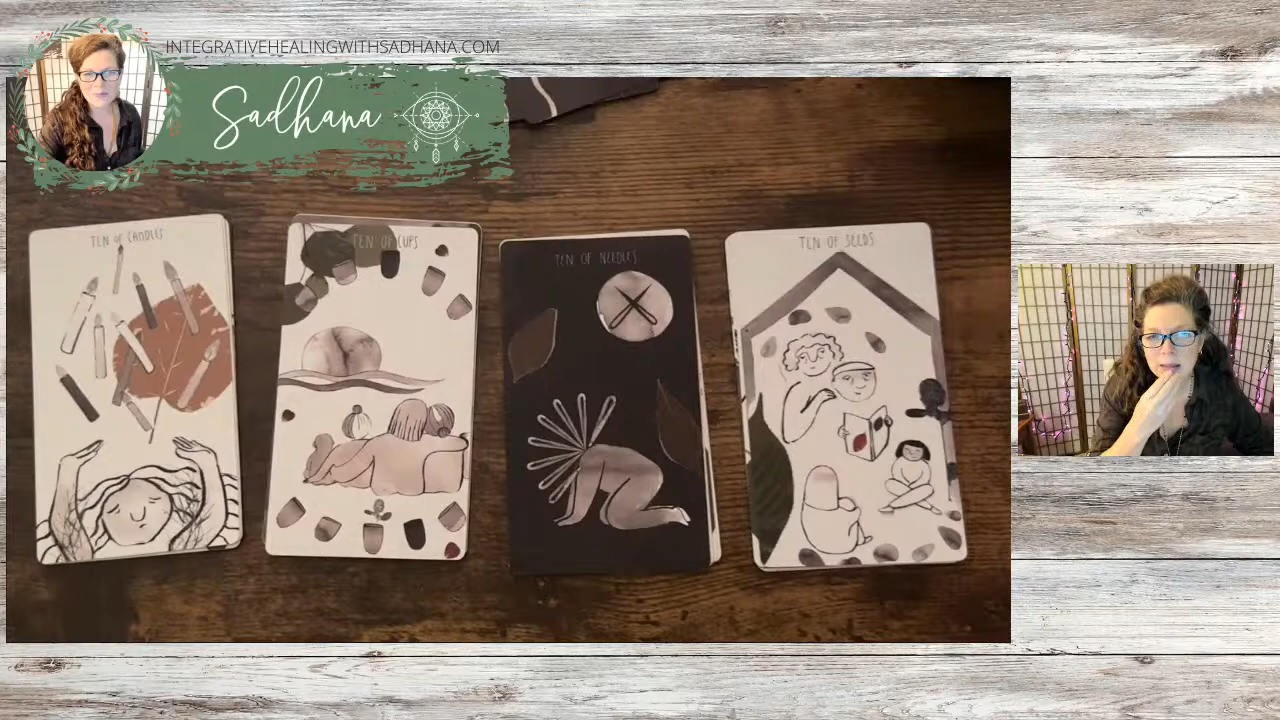 INTEGRATIVEHEALINGWITHSADHANA.COM
Sadhana
TEN OF CANDLES
TEN OF CUPS
TEN OF NEEDLES
TEN OF SEEDS